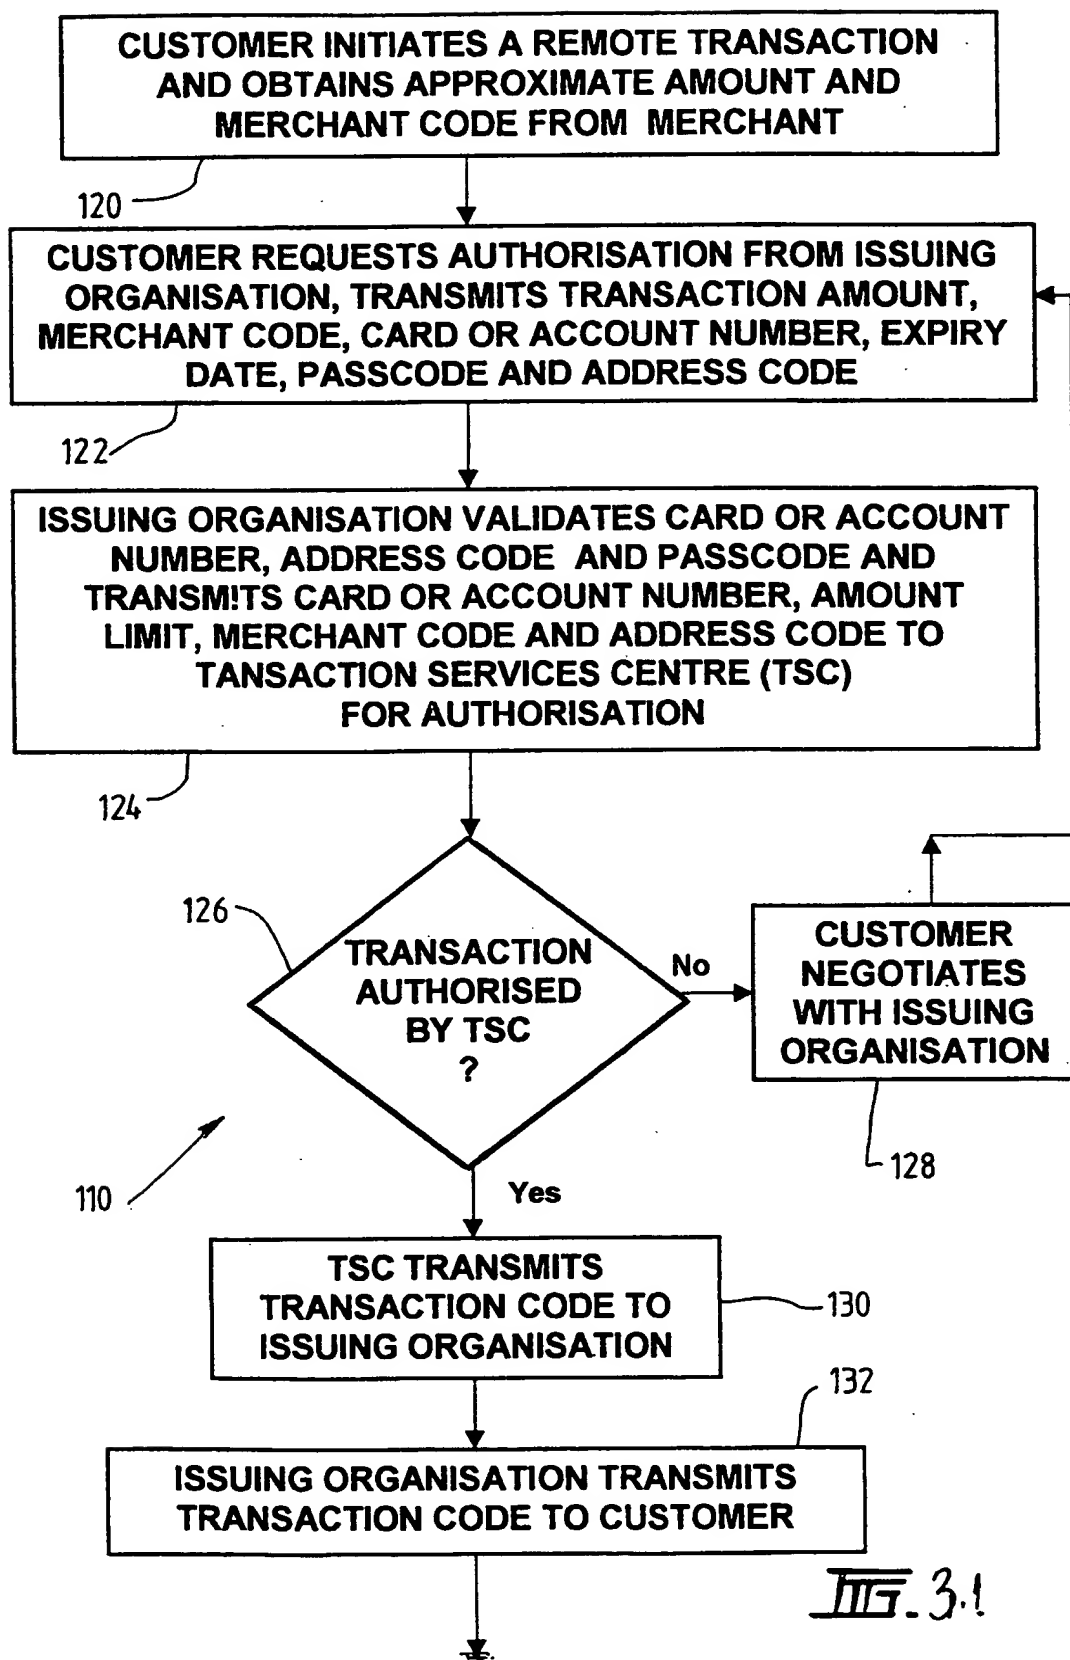 CUSTOMER INITIATES A REMOTE TRANSACTION
AND OBTAINS APPROXIMATE AMOUNT AND
MERCHANT CODE FROM MERCHANT
120
CUSTOMER REQUESTS AUTHORISATION FROM ISSUING
ORGANISATION, TRANSMITS TRANSACTION AMOUNT,
MERCHANT CODE, CARD OR ACCOUNT NUMBER, EXPIRY
DATE, PASSCODE AND ADDRESS CODE
122
ISSUING ORGANISATION VALIDATES CARD OR ACCOUNT
NUMBER, ADDRESS CODE AND PASSCODE AND
TRANSM!TS CARD OR ACCOUNT NUMBER, AMOUNT
LIMIT, MERCHANT CODE AND ADDRESS CODE TO
TANSACTION SERVICES CENTRE (TSC)
FOR AUTHORISATION
124
126
TRANSACTION
AUTHORISED
BY TSC
?
No
CUSTOMER
NEGOTIATES
WITH ISSUING
ORGANISATION
128
110
Yes
TSC TRANSMITS
TRANSACTION CODE TO
ISSUING ORGANISATION
130
132
ISSUING ORGANISATION TRANSMITS
TRANSACTION CODE TO CUSTOMER
FIG. 3.1